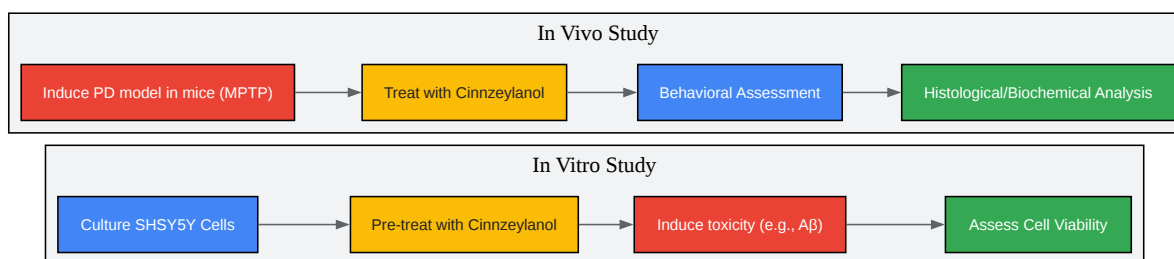 In Vivo Study
Induce PD model in mice (MPTP)
Treat with Cinnzeylanol
Behavioral Assessment
Histological/Biochemical Analysis
In Vitro Study
Culture SHSY5Y Cells
Pre-treat with Cinnzeylanol
Induce toxicity (e.g., Aβ)
Assess Cell Viability